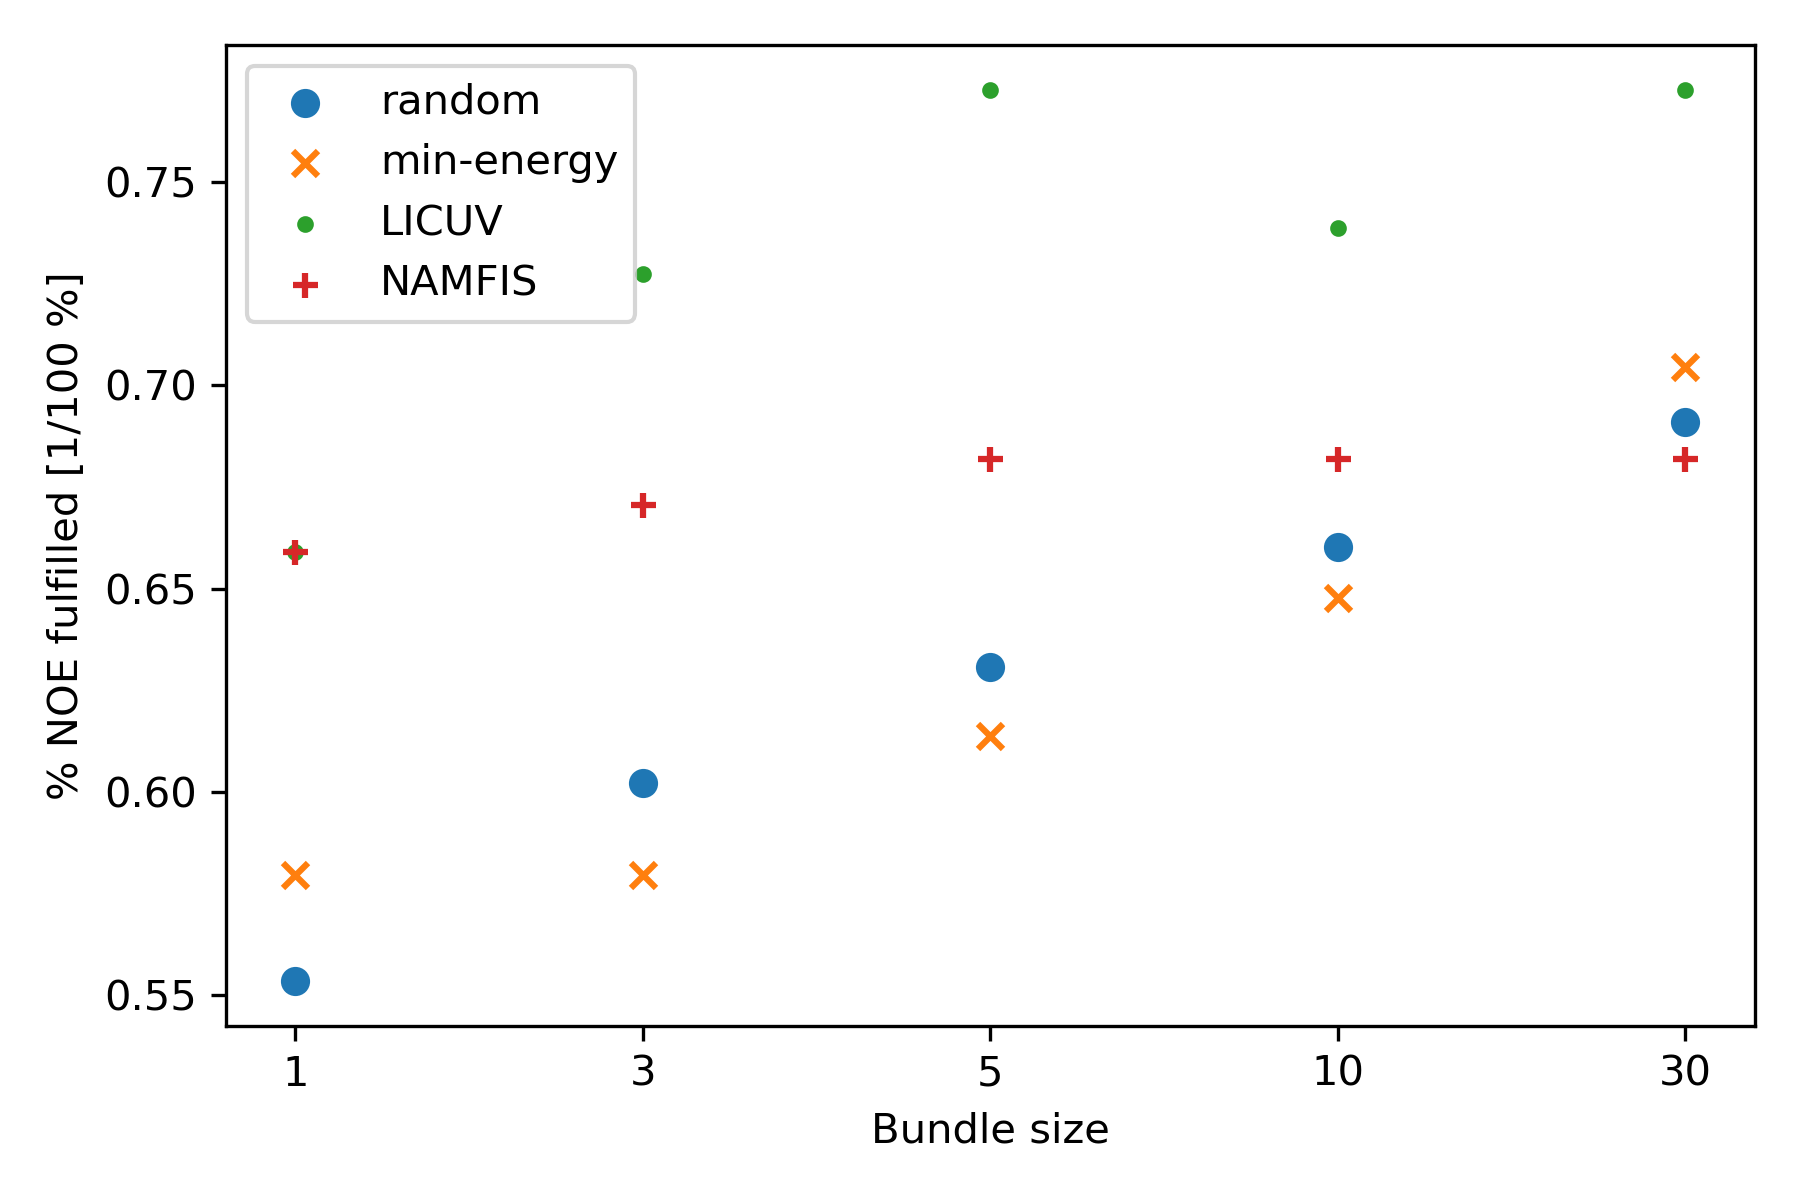 random
min-energy
LICUV
NAMFIS
% NOE fulfilled [1/100 %]
0.75
0.70
0.65
0.60
0.55
1 3 5 10 30
Bundle size